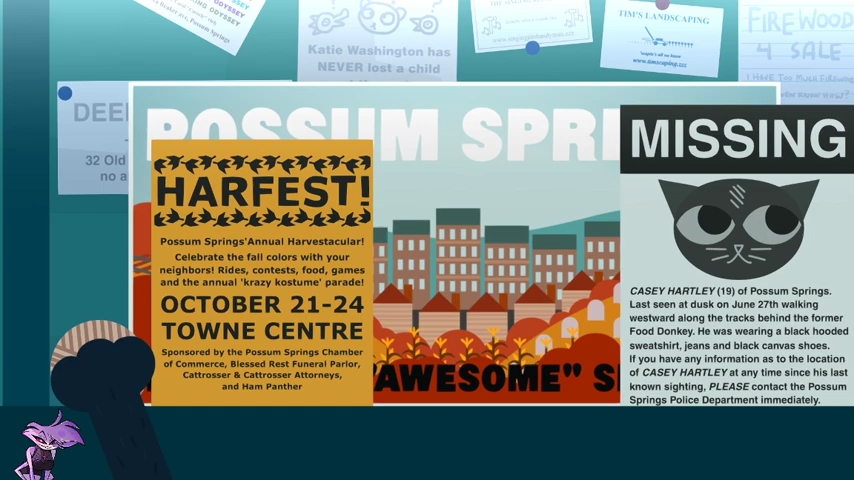 KING ODYSSEY
ODYSSEY
Katie Washington has
NEVER lost a child
TIM'S LANDSCAPING
www.timscaping.zzz
FIREWOOD
4 SALE
I HAVE TOO MUCH FIREWOOD
DEE
32 Old
no a
POSSUM SPRI
HARFEST!
Possum Springs'Annual Harvestacular!
Celebrate the fall colors with your
neighbors! Rides, contests, food, games
and the annual 'krazy kostume' parade!
OCTOBER 21-24
TOWNE CENTRE
Sponsored by the Possum Springs Chamber
of Commerce, Blessed Rest Funeral Parlor,
Cattrosser & Cattrosser Attorneys,
and Ham Panther
"AWESOME" S
MISSING
CASEY HARTLEY (19) of Possum Springs.
Last seen at dusk on June 27th walking
westward along the tracks behind the former
Food Donkey. He was wearing a black hooded
sweatshirt, jeans and black canvas shoes.
If you have any information as to the location
of CASEY HARTLEY at any time since his last
known sighting, PLEASE contact the Possum
Springs Police Department immediately.